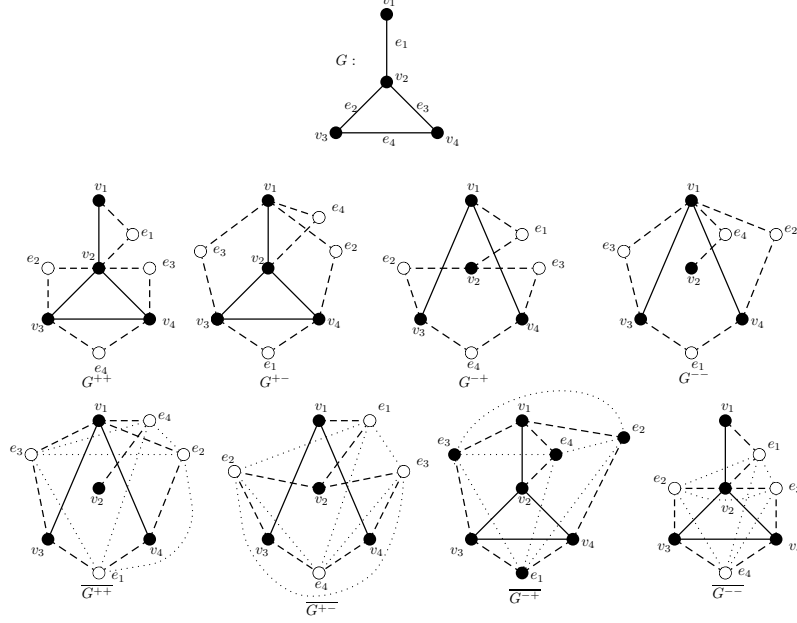 v₁
e₁
G :
v₂
e₂ e₃
v₃ e₄ v₄
v₁ v₁ v₁ v₁
e₁ e₄ e₁ e₄ e₂
e₂ v₂ e₃ e₃ v₂ e₂ e₂ v₂ e₃ e₃ v₂
v₃ v₄ v₃ v₄ v₃ v₄ v₃ v₄
e₄ e₁ e₄ e₁
G⁺⁺ G⁺⁻ G⁻⁺ G⁻⁻
v₁ e₄ v₁ e₁ v₁ e₂ v₁
e₃ e₂ e₂ e₃ e₃ e₄ e₁
v₂ v₂ v₂ e₂ v₂
v₃ v₄ v₃ v₄ v₃ v₄ v₃
e₁ e₄ e₁ e₄
G̅⁺̅⁺̅ G̅⁺̅⁻̅ G̅⁻̅⁺̅ G̅⁻̅⁻̅